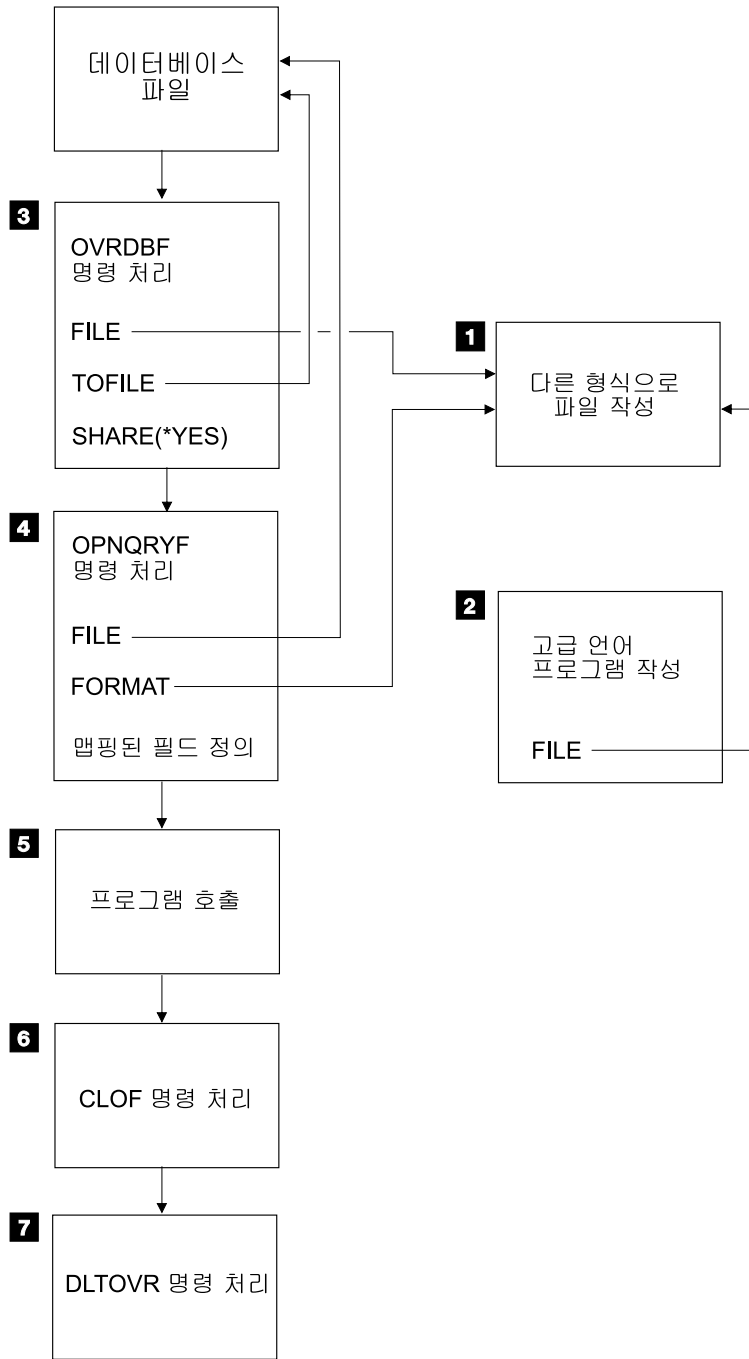 데이터베이스
파일
3
OVRDBF
명령 처리
FILE
TOFILE
SHARE(*YES)
1
다른 형식으로
파일 작성
4
OPNQRYF
명령 처리
FILE
FORMAT
맵핑된 필드 정의
2
고급 언어
프로그램 작성
FILE
5
프로그램 호출
6
CLOF 명령 처리
7
DLTOVR 명령 처리